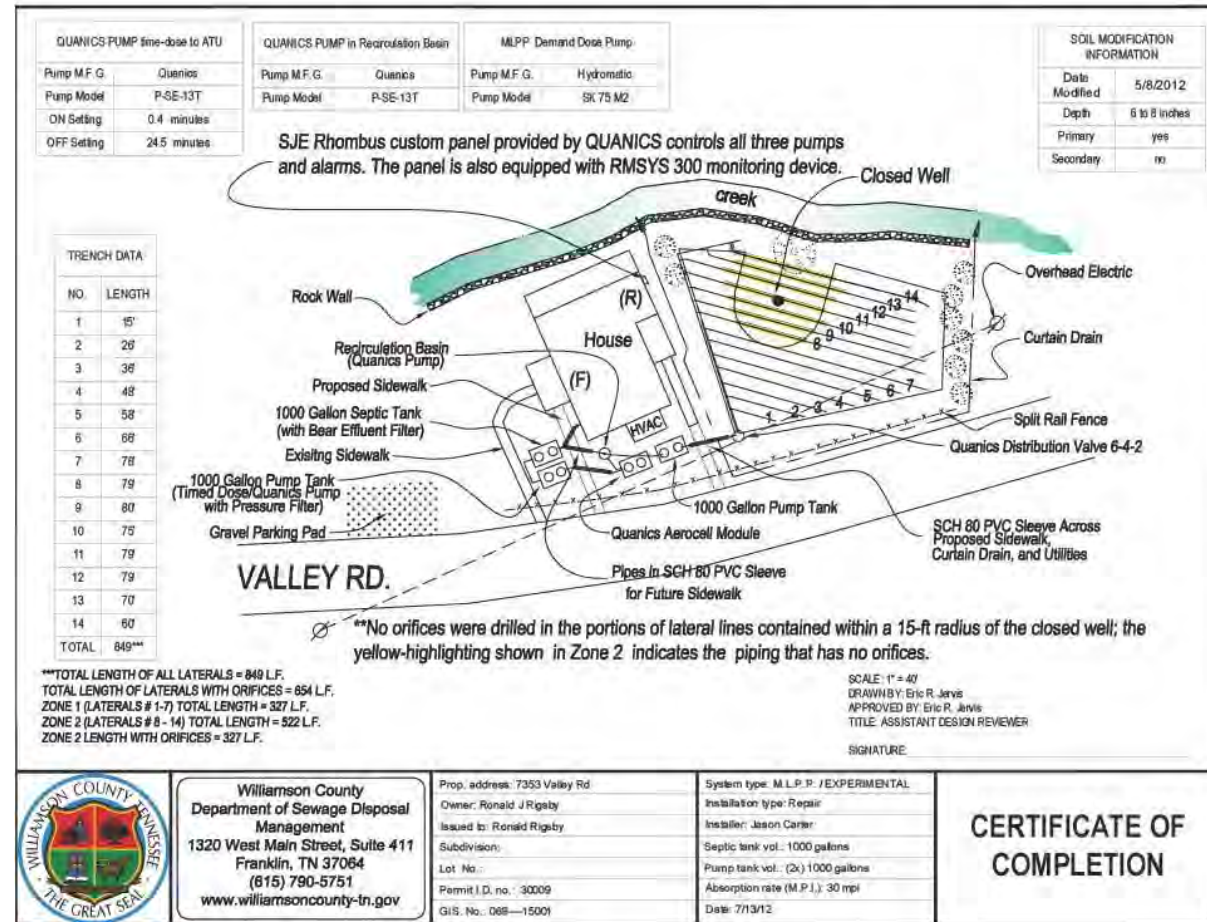 QUANICS PUMP time-dose to ATU
Pump M.F.G. Quanics
Pump Model P-SE-13T
ON Setting 0.4 minutes
OFF Setting 24.5 minutes
QUANICS PUMP in Recirculation Basin
Pump M.F.G. Quanics
Pump Model P-SE-13T
MLPP Demand Dose Pump
Pump M.F.G. Hydromatic
Pump Model SK 75 M2
SOIL MODIFICATION
INFORMATION
Date Modified 5/8/2012
Depth 6 to 8 inches
Primary yes
Secondary no
SJE Rhombus custom panel provided by QUANICS controls all three pumps
and alarms. The panel is also equipped with RMSYS 300 monitoring device.
Closed Well
creek
TRENCH DATA
NO. LENGTH
1 15'
2 26'
3 36'
4 48'
5 58'
6 66'
7 78'
8 79'
9 80'
10 75'
11 79'
12 79'
13 70'
14 60'
TOTAL 849***
Rock Wall
Overhead Electric
(R)
House
(F)
HVAC
Recirculation Basin
(Quanics Pump)
Curtain Drain
8 9 10 11 12 13 14
1 2 3 4 5 6 7
Proposed Sidewalk
1000 Gallon Septic Tank
(with Bear Effluent Filter)
Split Rail Fence
Exisitng Sidewalk
Quanics Distribution Valve 6-4-2
1000 Gallon Pump Tank
(Timed Dose/Quanics Pump
with Pressure Filter)
1000 Gallon Pump Tank
Gravel Parking Pad
Quanics Aerocell Module
SCH 80 PVC Sleeve Across
Proposed Sidewalk,
Curtain Drain, and Utilities
VALLEY RD.
Pipes in SCH 80 PVC Sleeve
for Future Sidewalk
**No orifices were drilled in the portions of lateral lines contained within a 15-ft radius of the closed well; the
yellow-highlighting shown in Zone 2 indicates the piping that has no orifices.
***TOTAL LENGTH OF ALL LATERALS = 849 L.F.
TOTAL LENGTH OF LATERALS WITH ORIFICES = 654 L.F.
ZONE 1 (LATERALS # 1-7) TOTAL LENGTH = 327 L.F.
ZONE 2 (LATERALS # 8 - 14) TOTAL LENGTH = 522 L.F.
ZONE 2 LENGTH WITH ORIFICES = 327 L.F.
SCALE: 1" = 40'
DRAWN BY: Eric R. Jervis
APPROVED BY: Eric R. Jervis
TITLE: ASSISTANT DESIGN REVIEWER
SIGNATURE:
WILLIAMSON COUNTY, TENNESSEE
THE GREAT SEAL
Williamson County
Department of Sewage Disposal
Management
1320 West Main Street, Suite 411
Franklin, TN 37064
(615) 790-5751
www.williamsoncounty-tn.gov
Prop. address: 7353 Valley Rd
Owner: Ronald J Rigsby
Issued to: Ronald Rigsby
Subdivision:
Lot No.:
Permit I.D. no.: 30009
GIS. No.: 069—15001
System type: M.L.P.P. / EXPERIMENTAL
Installation type: Repair
Installer: Jason Carter
Septic tank vol.: 1000 gallons
Pump tank vol.: (2x) 1000 gallons
Absorption rate (M.P.I.): 30 mpi
Date: 7/13/12
CERTIFICATE OF
COMPLETION